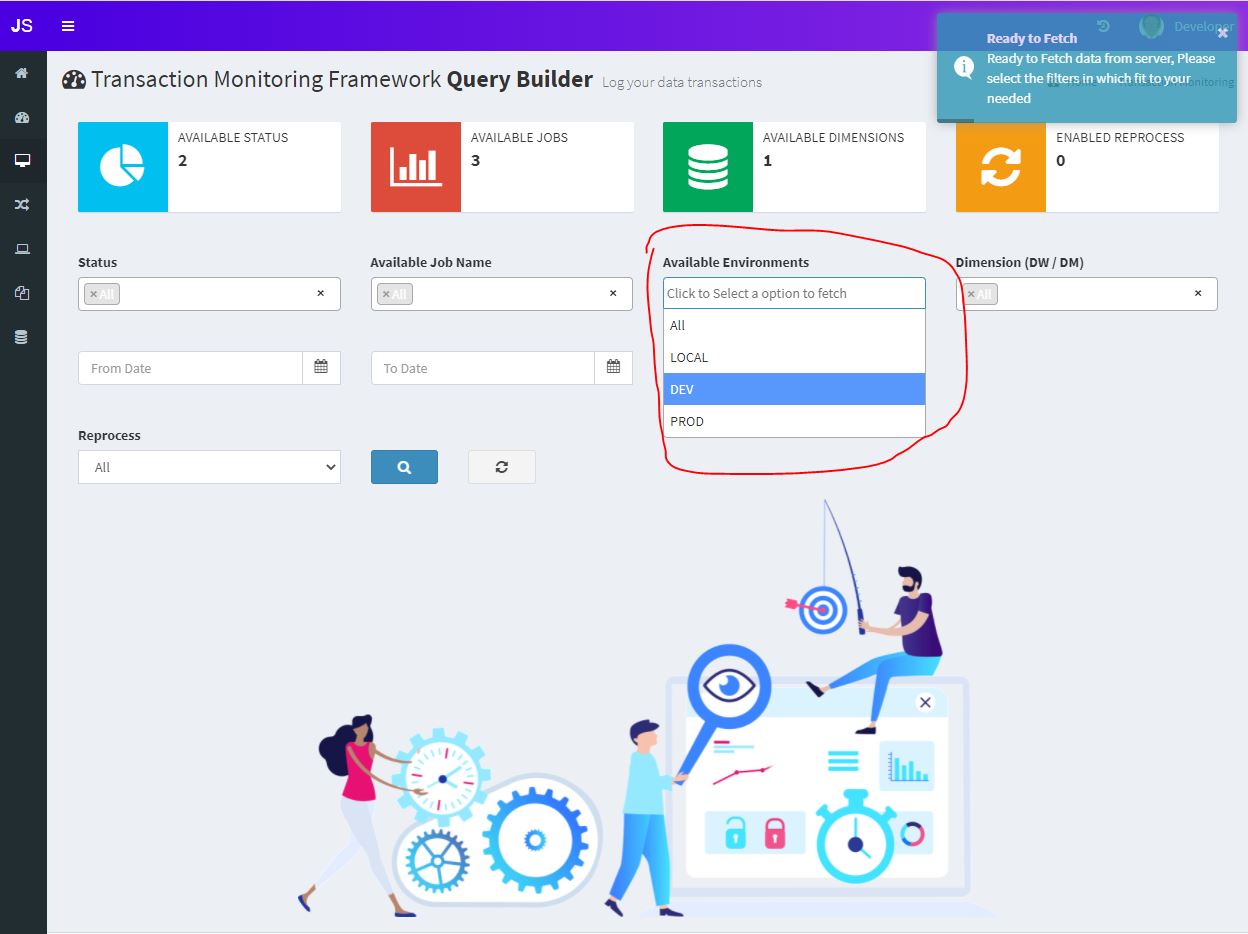 JS
Developer
Ready to Fetch
Ready to Fetch data from server, Please
select the filters in which fit to your
needed
Transaction Monitoring Framework Query Builder Log your data transactions
AVAILABLE STATUS
2
AVAILABLE JOBS
3
AVAILABLE DIMENSIONS
1
ENABLED REPROCESS
0
Status
Available Job Name
Available Environments
Dimension (DW / DM)
×All ×
×All ×
Click to Select a option to fetch
×All ×
All
LOCAL
DEV
PROD
From Date
To Date
Reprocess
All